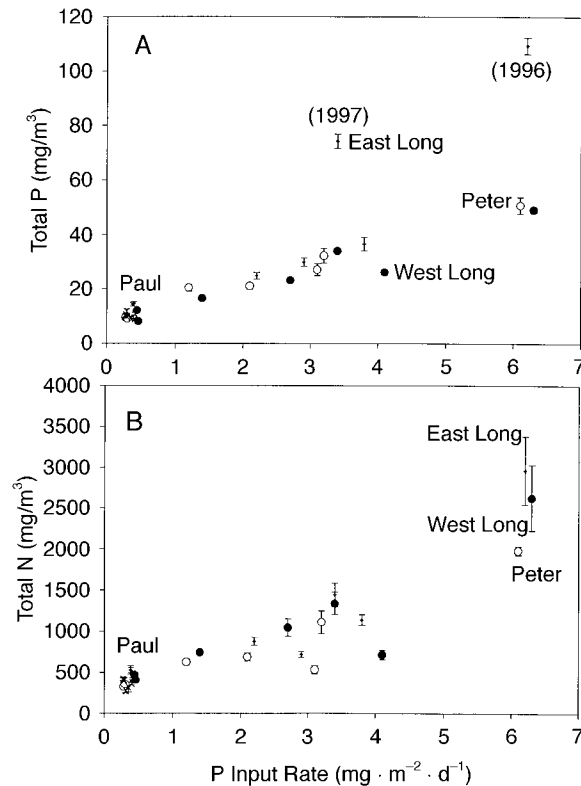 120
A
(1996)
100
(1997)
80
East Long
Total P (mg/m³)
60
Peter
40
West Long
Paul
20
0
0 1 2 3 4 5 6 7
4000
B
3500
East Long
3000
2500
West Long
Total N (mg/m³)
2000
Peter
1500
1000
Paul
500
0
0 1 2 3 4 5 6 7
P Input Rate (mg · m⁻² · d⁻¹)